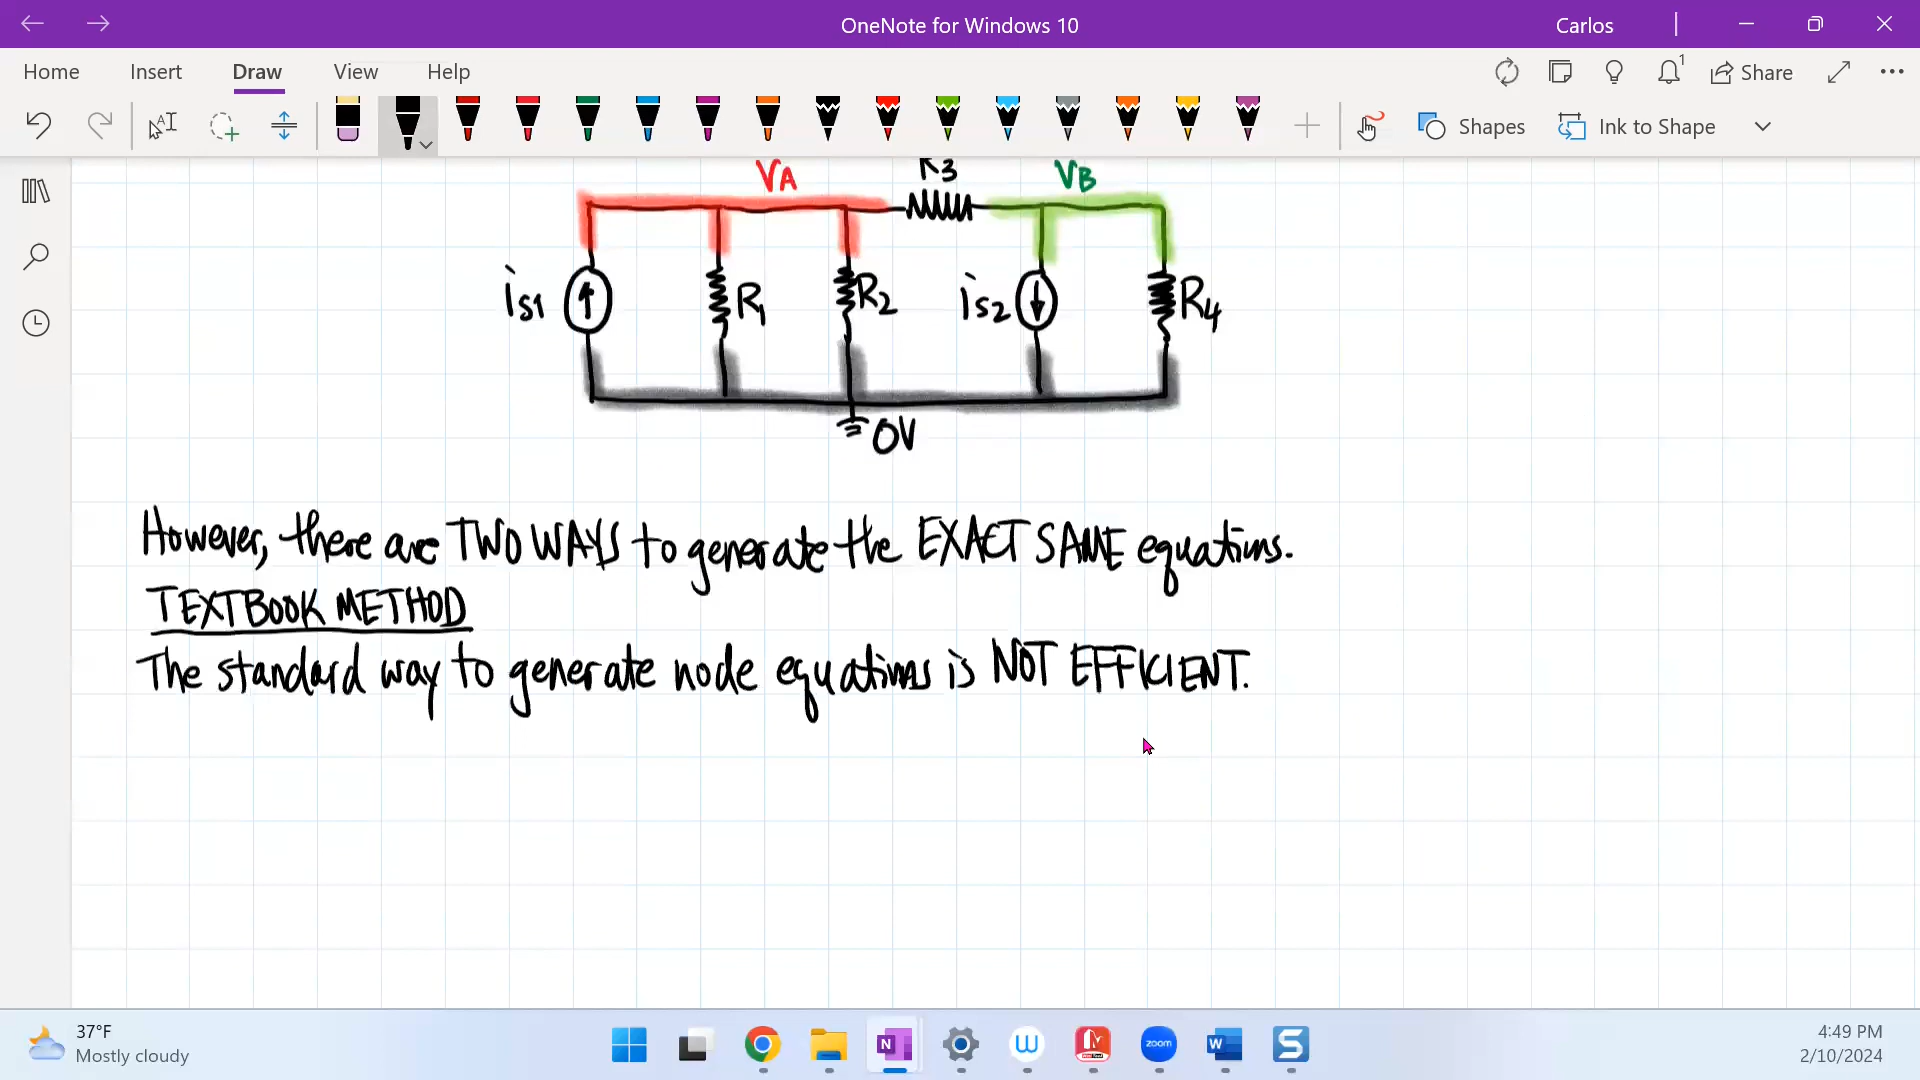 OneNote for Windows 10
Carlos
Home Insert Draw View Help
1
Share
Shapes
Ink to Shape
VA
R3
VB
is1
R1
R2
is2
R4
0V
However, there are TWO WAYS to generate the EXACT SAME equations.
TEXTBOOK METHOD
The standard way to generate node equations is NOT EFFICIENT.
37°F
Mostly cloudy
zoom
4:49 PM
2/10/2024